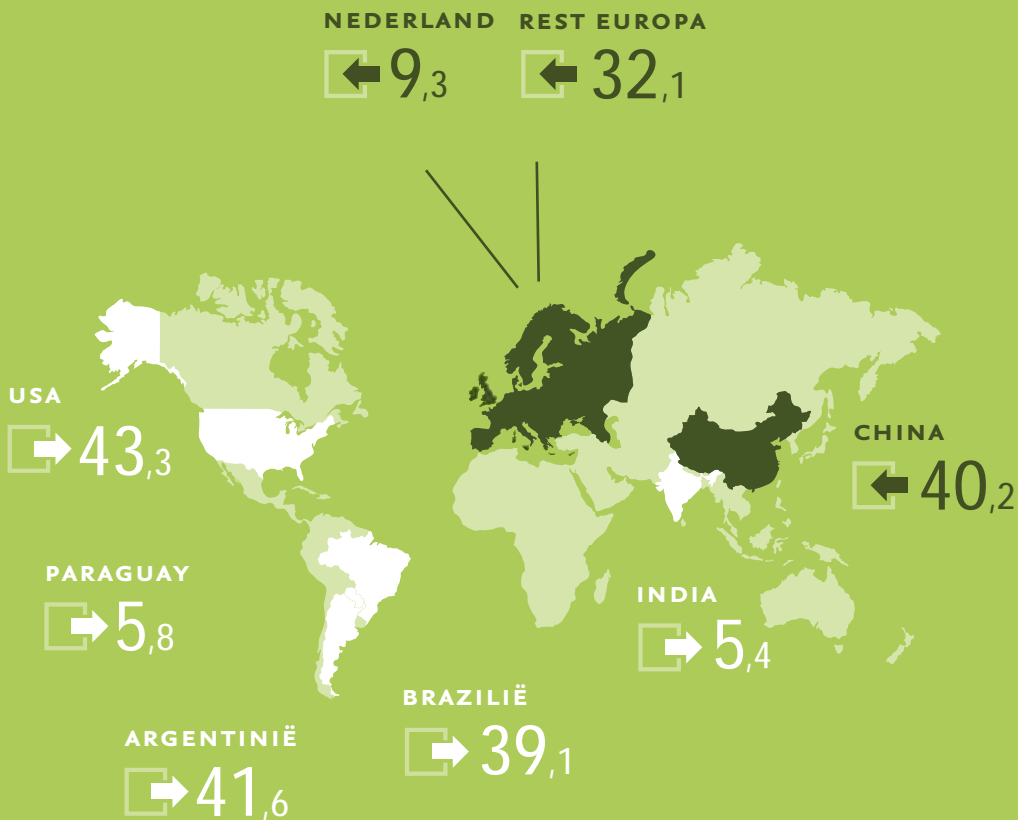 NEDERLAND
9,3
REST EUROPA
32,1
USA
43,3
CHINA
40,2
PARAGUAY
5,8
INDIA
5,4
BRAZILIË
39,1
ARGENTINIË
41,6